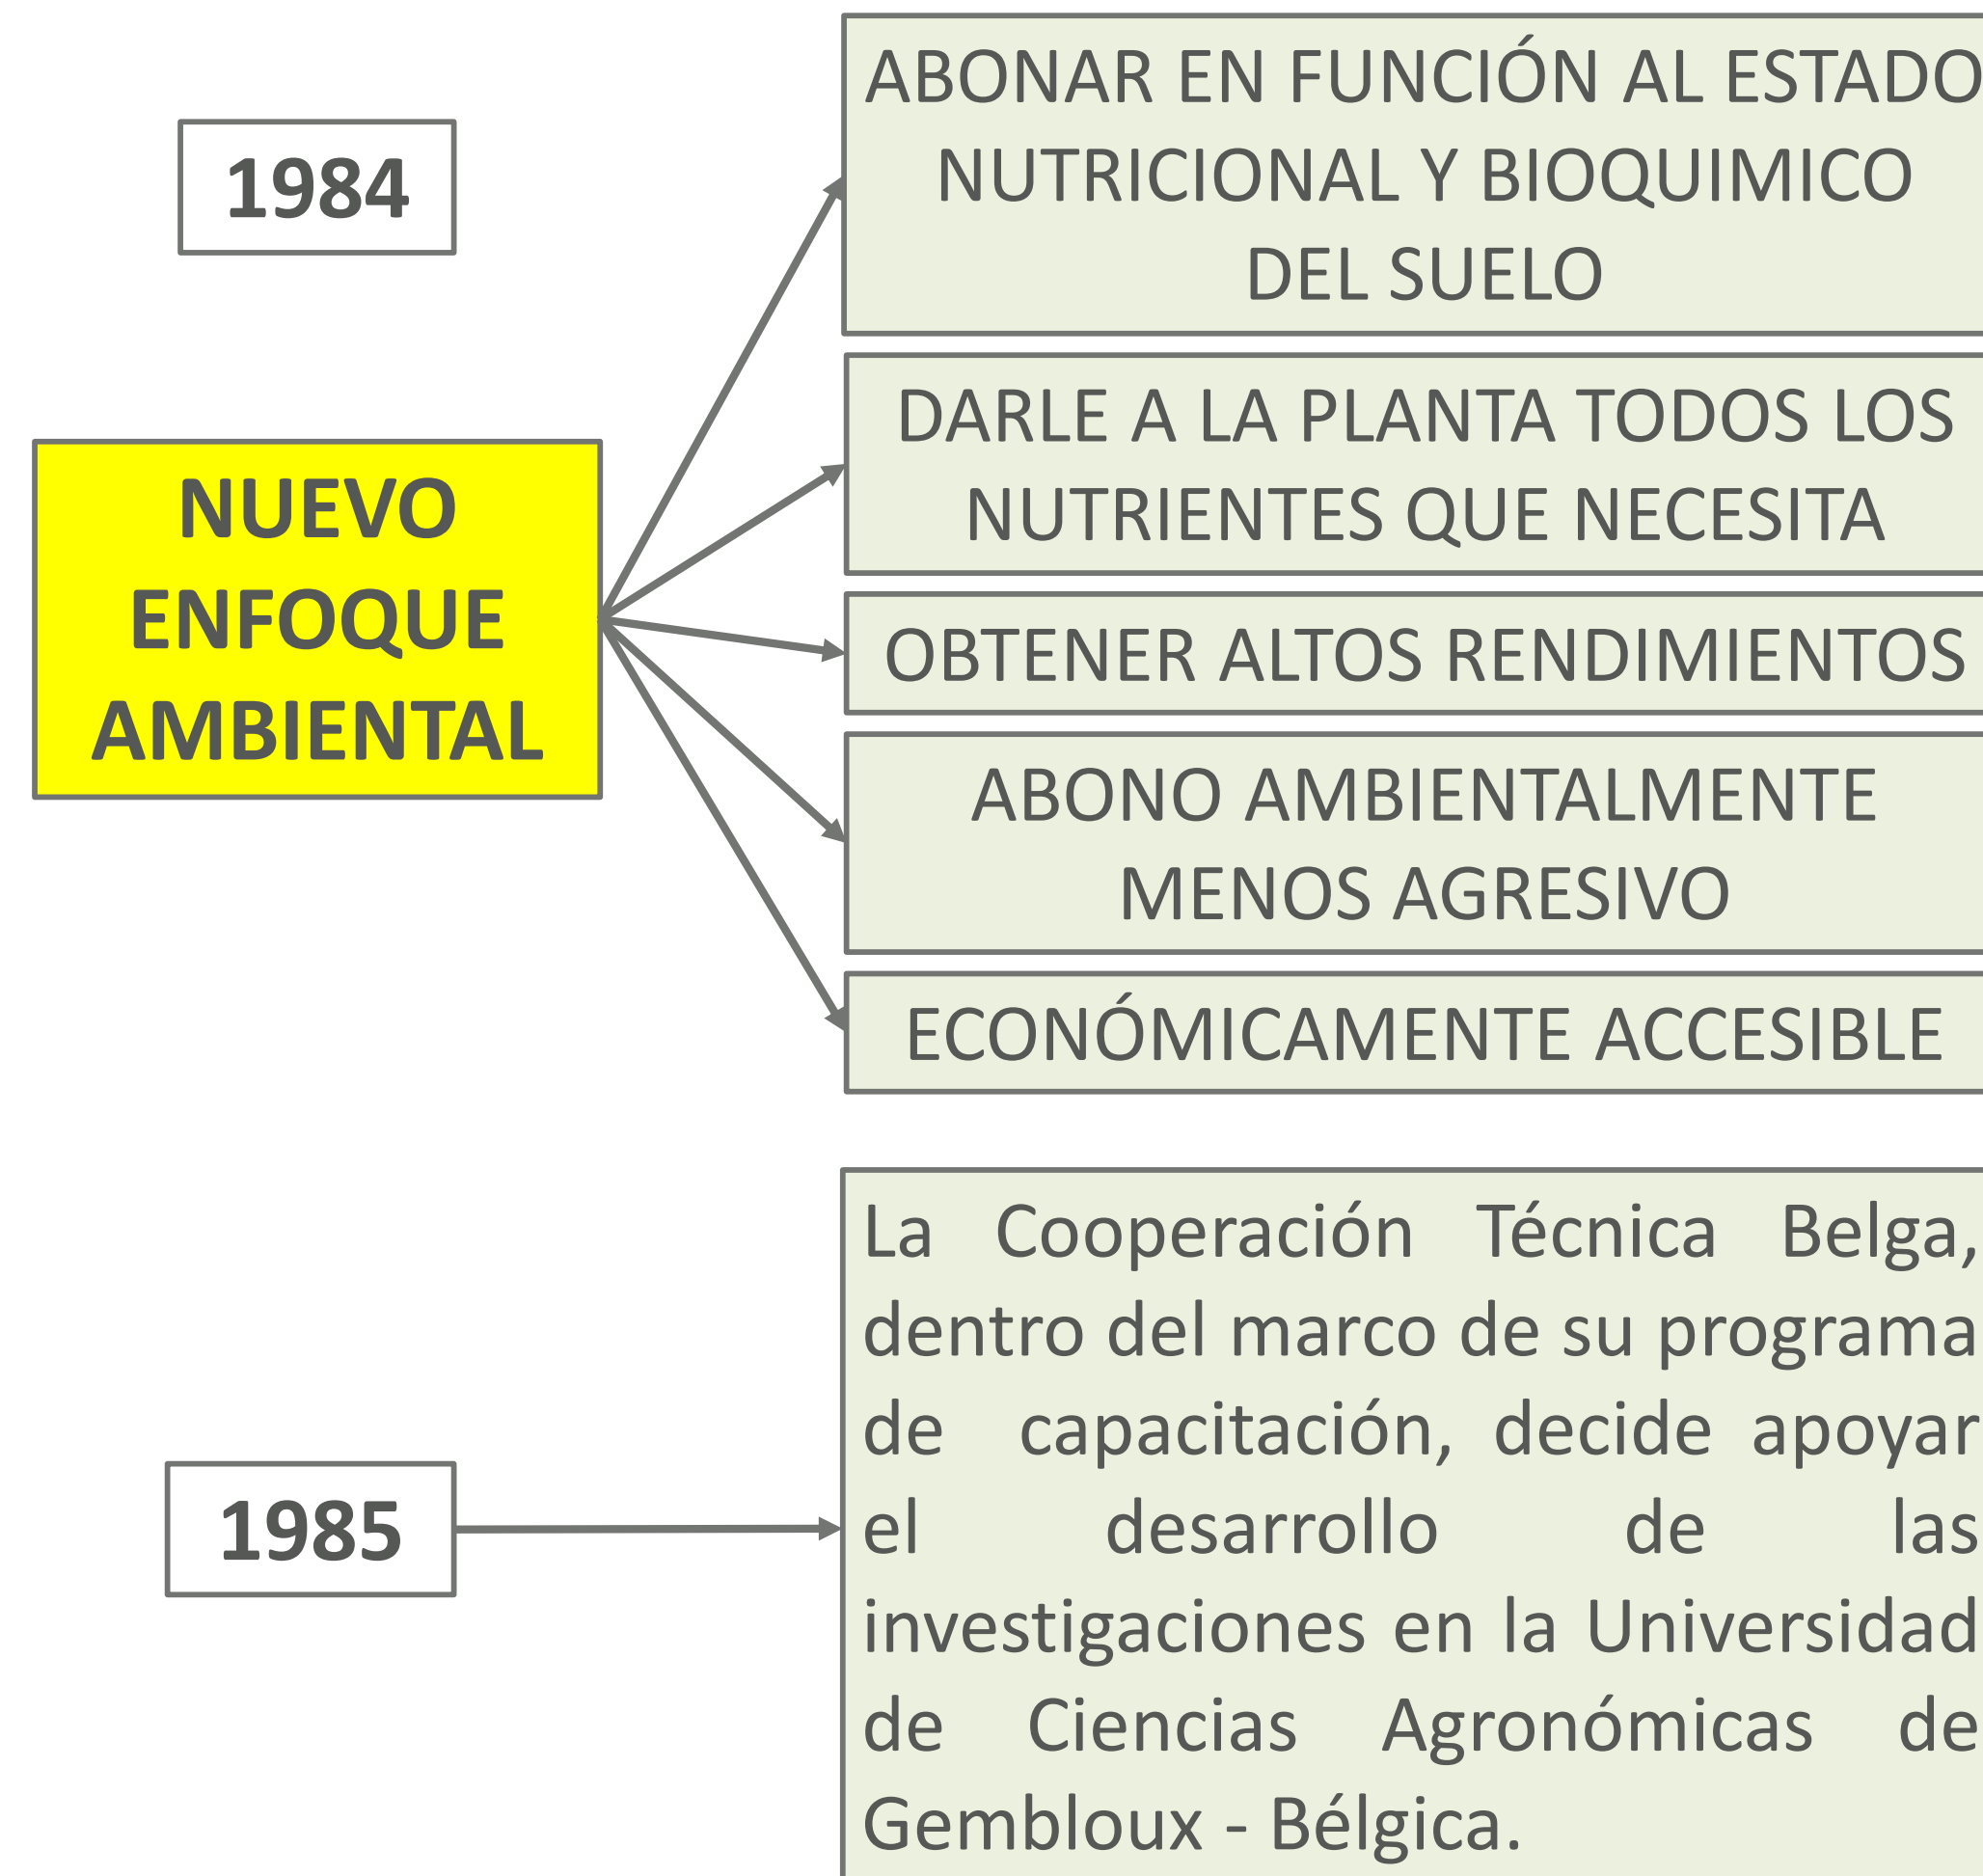 1984
NUEVO
ENFOQUE
AMBIENTAL
ABONAR EN FUNCIÓN AL ESTADO
NUTRICIONAL Y BIOQUIMICO
DEL SUELO
DARLE A LA PLANTA TODOS LOS
NUTRIENTES QUE NECESITA
OBTENER ALTOS RENDIMIENTOS
ABONO AMBIENTALMENTE
MENOS AGRESIVO
ECONÓMICAMENTE ACCESIBLE
1985
La Cooperación Técnica Belga,
dentro del marco de su programa
de capacitación, decide apoyar
el desarrollo de las
investigaciones en la Universidad
de Ciencias Agronómicas de
Gembloux - Bélgica.